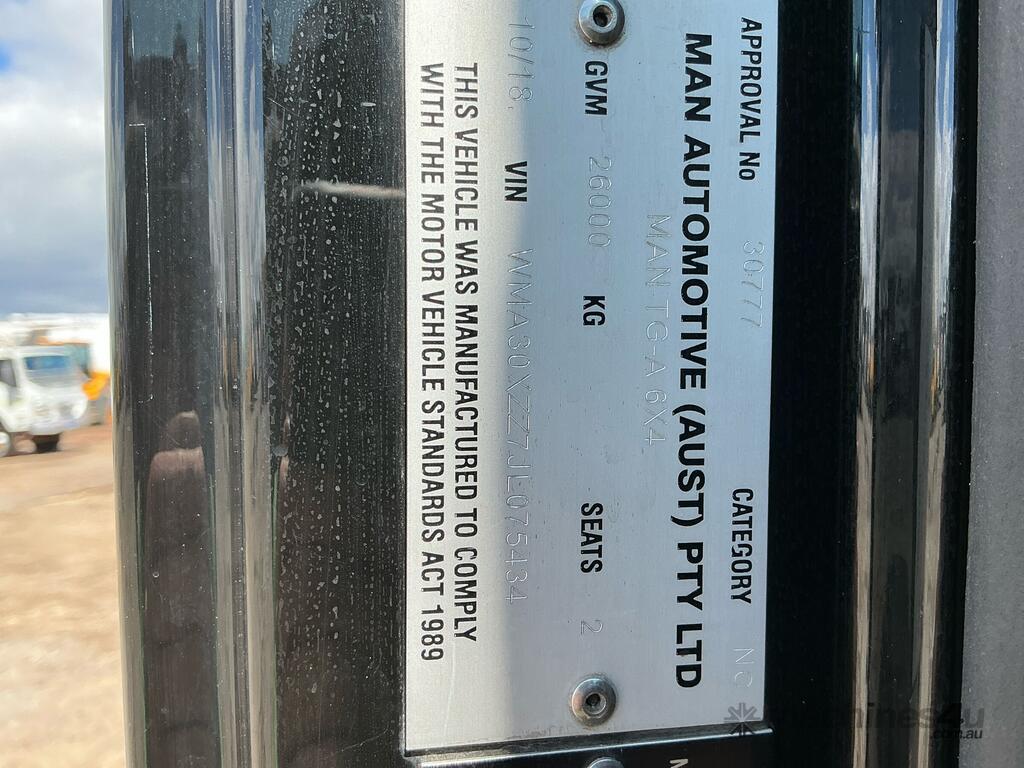 APPROVAL No 30777 CATEGORY NC
MAN AUTOMOTIVE (AUST) PTY LTD
MAN TG-A 6X4
GVM 26000 KG SEATS 2
10/18. VIN WMA30XZZ7JL075434
THIS VEHICLE WAS MANUFACTURED TO COMPLY
WITH THE MOTOR VEHICLE STANDARDS ACT 1989